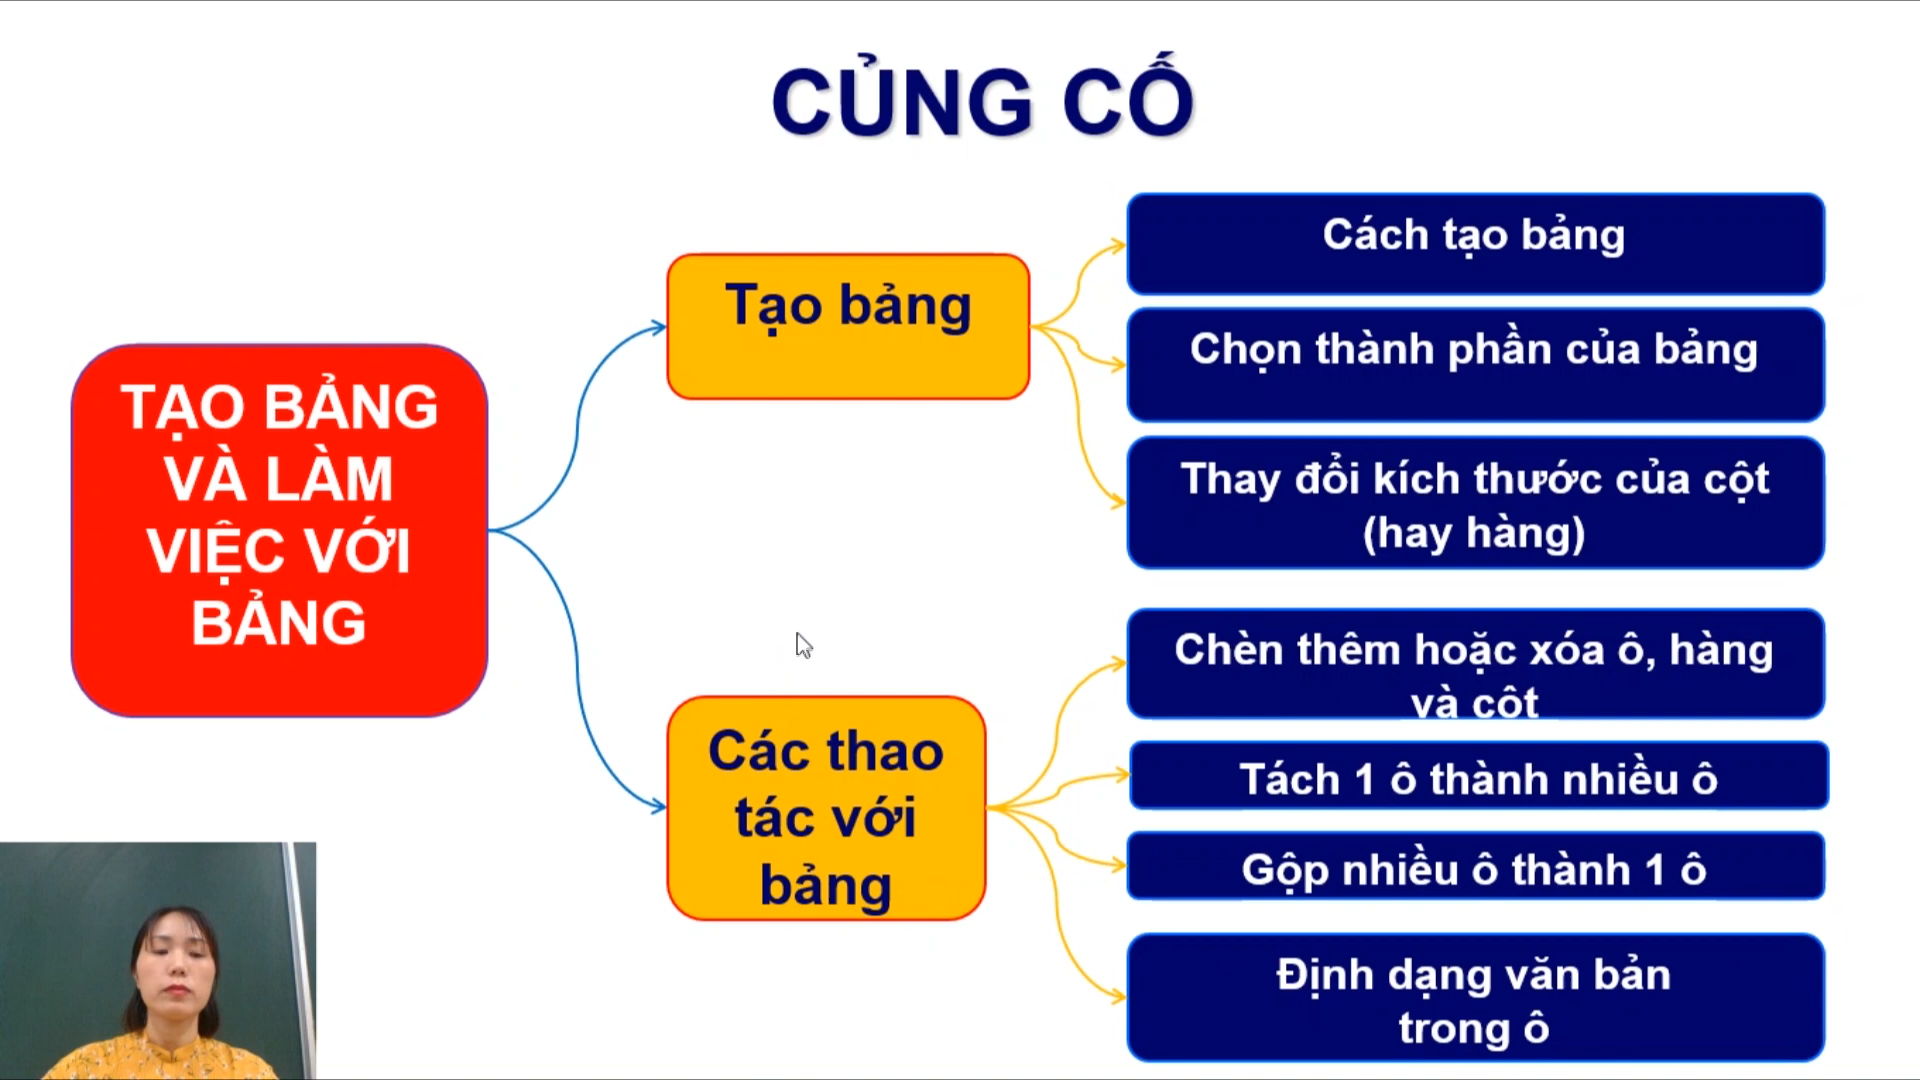 CỦNG CỐ
TẠO BẢNG
VÀ LÀM
VIỆC VỚI
BẢNG
Tạo bảng
Cách tạo bảng
Chọn thành phần của bảng
Thay đổi kích thước của cột
(hay hàng)
Các thao
tác với
bảng
Chèn thêm hoặc xóa ô, hàng
và cột
Tách 1 ô thành nhiều ô
Gộp nhiều ô thành 1 ô
Định dạng văn bản
trong ô